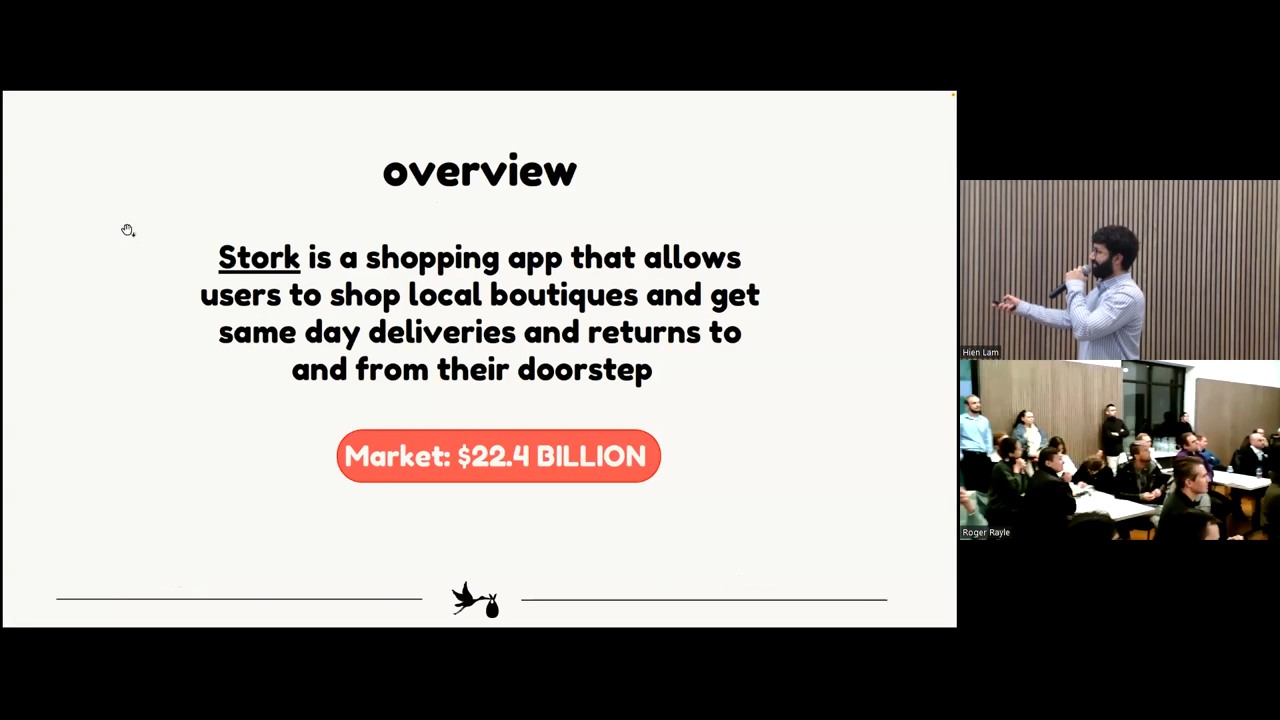 overview
Stork is a shopping app that allows
users to shop local boutiques and get
same day deliveries and returns to
and from their doorstep
Market: $22.4 BILLION
Hien Lam
Roger Rayle